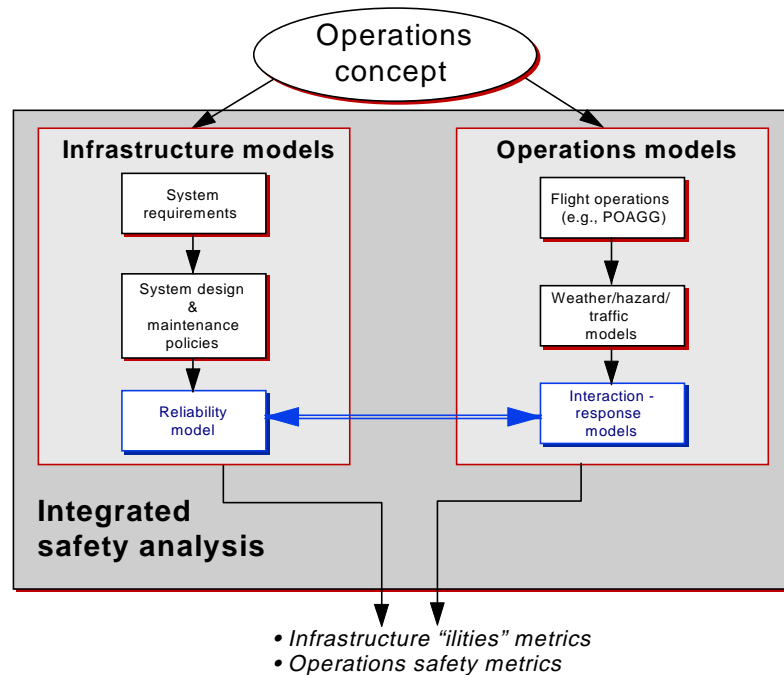 Operations
concept
Infrastructure models
System
requirements
System design
&
maintenance
policies
Reliability
model
Operations models
Flight operations
(e.g., POAGG)
Weather/hazard/
traffic
models
Interaction -
response
models
Integrated
safety analysis
• Infrastructure “ilities” metrics
• Operations safety metrics